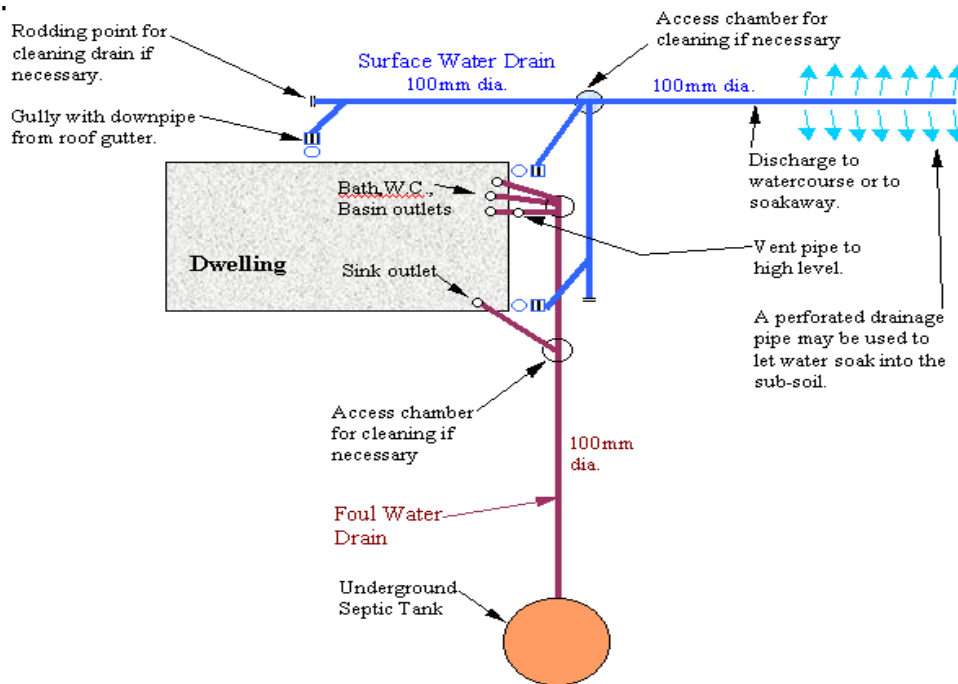 Rodding point for
cleaning drain if
necessary.
Surface Water Drain
100mm dia.
Access chamber for
cleaning if necessary
100mm dia.
Gully with downpipe
from roof gutter.
Discharge to
watercourse or to
soakaway.
Bath,W.C.,
Basin outlets
Vent pipe to
high level.
Dwelling
Sink outlet
A perforated drainage
pipe may be used to
let water soak into the
sub-soil.
Access chamber
for cleaning if
necessary
100mm
dia.
Foul Water
Drain
Underground
Septic Tank